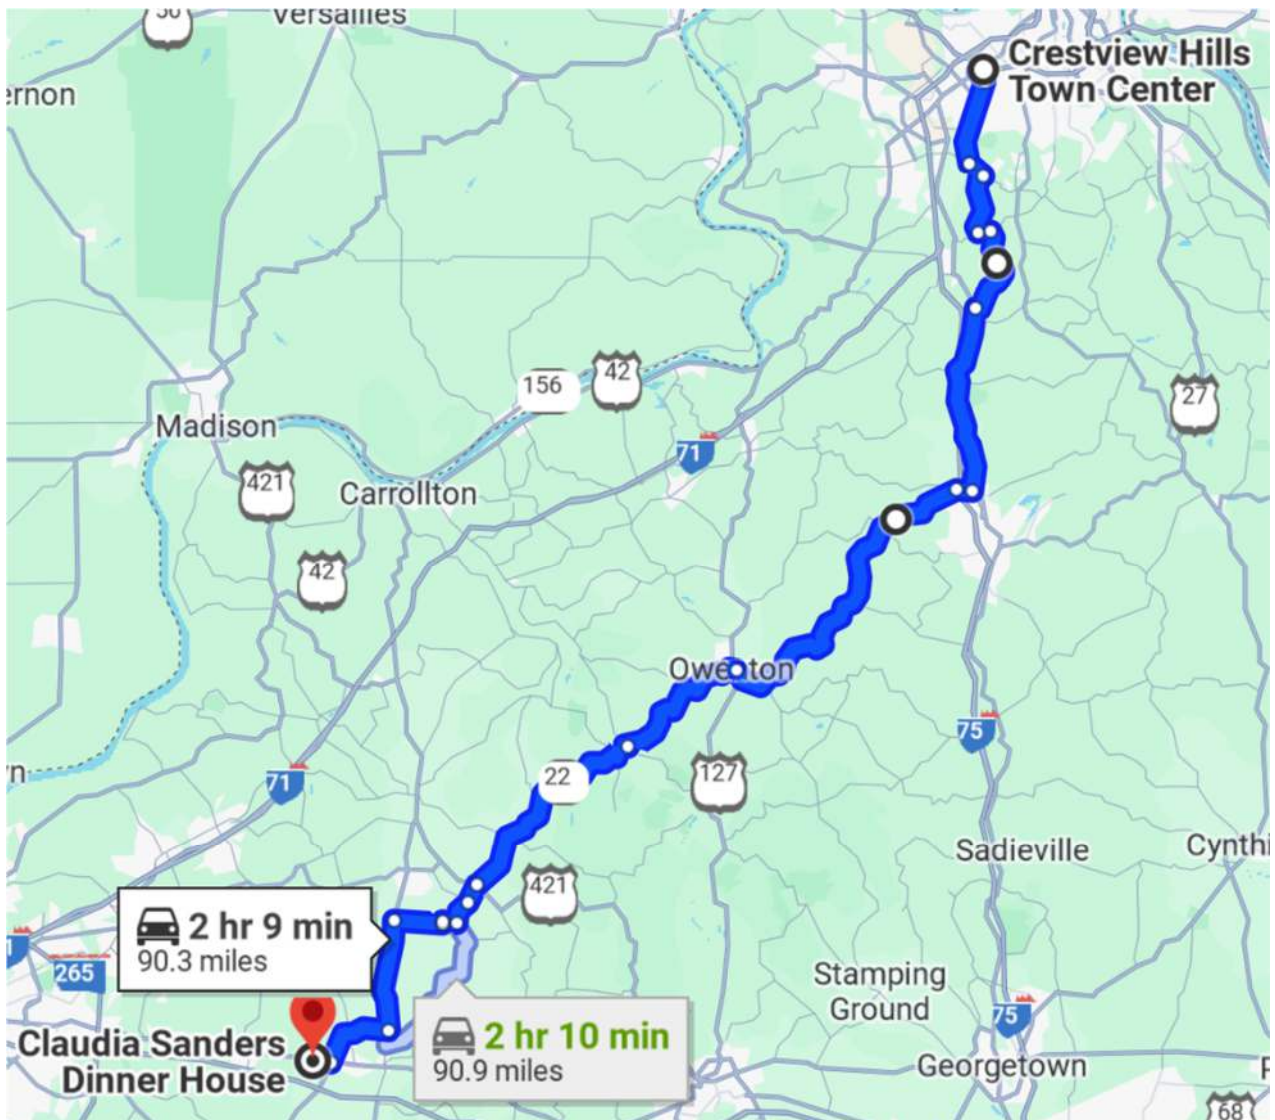 50
Versailles
Crestview Hills
Town Center
ernon
156
42
27
Madison
71
421
Carrollton
42
Owenton
75
127
71
22
Sadieville
Cynthi
421
2 hr 9 min
90.3 miles
265
Stamping
Ground
75
2 hr 10 min
90.9 miles
Claudia Sanders
Dinner House
Georgetown
68